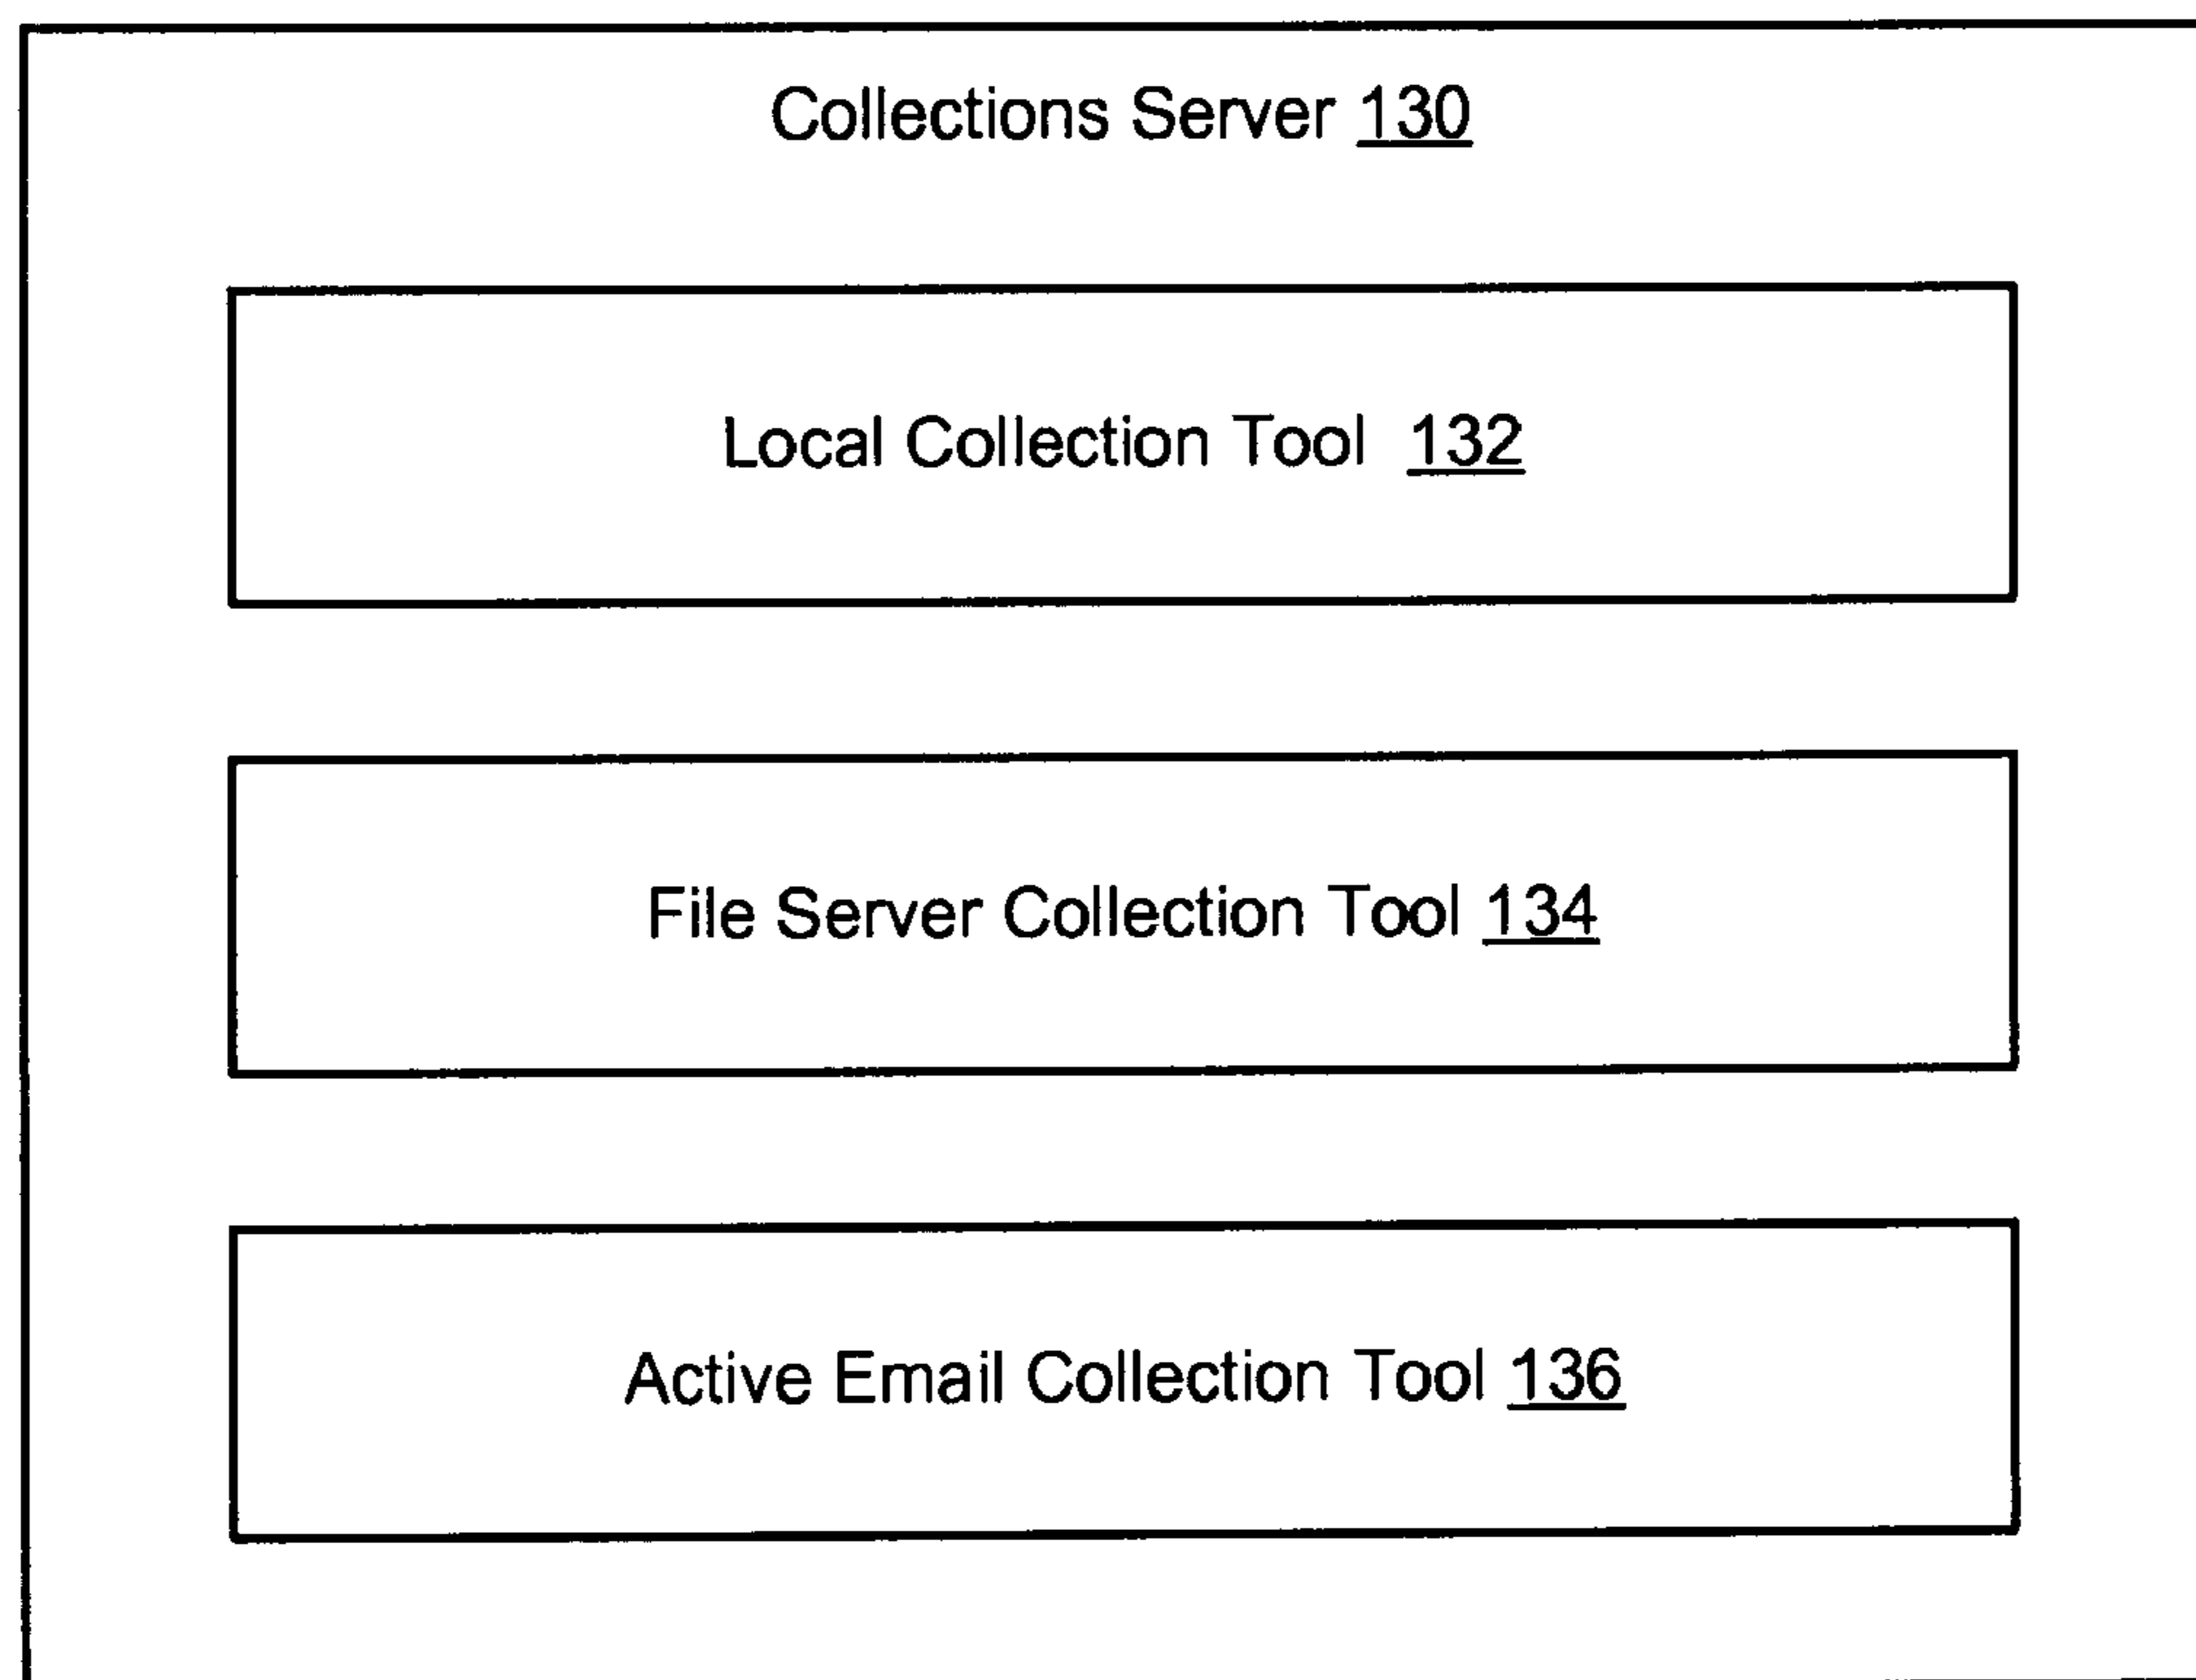 Collections Server 130
Local Collection Tool 132
File Server Collection Tool 134
Active Email Collection Tool 136